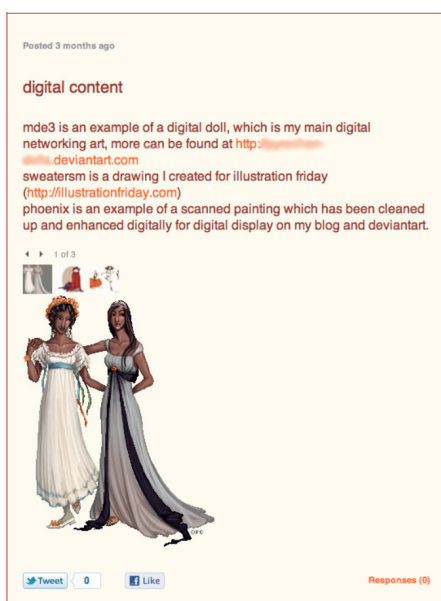 Posted 3 months ago
digital content
mde3 is an example of a digital doll, which is my main digital
networking art, more can be found at http:
.deviantart.com
sweatersm is a drawing I created for illustration friday
(http://illustrationfriday.com)
phoenix is an example of a scanned painting which has been cleaned
up and enhanced digitally for digital display on my blog and deviantart.
1 of 3
Tweet 0 Like Responses (0)